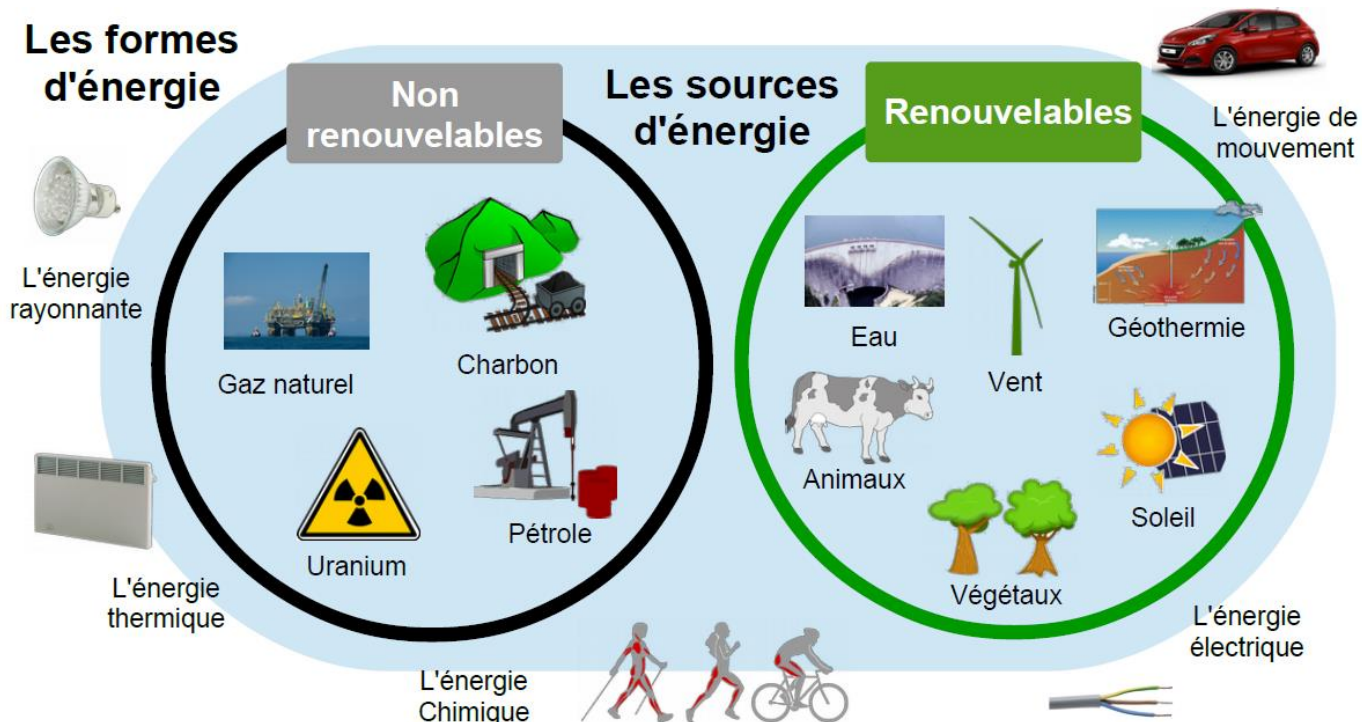 Les formes
d'énergie
Non
renouvelables
Les sources
d'énergie
Renouvelables
L'énergie de
mouvement
L'énergie
rayonnante
Gaz naturel
Charbon
Eau
Vent
Géothermie
Uranium
Pétrole
Animaux
Végétaux
Soleil
L'énergie
thermique
L'énergie
Chimique
L'énergie
électrique